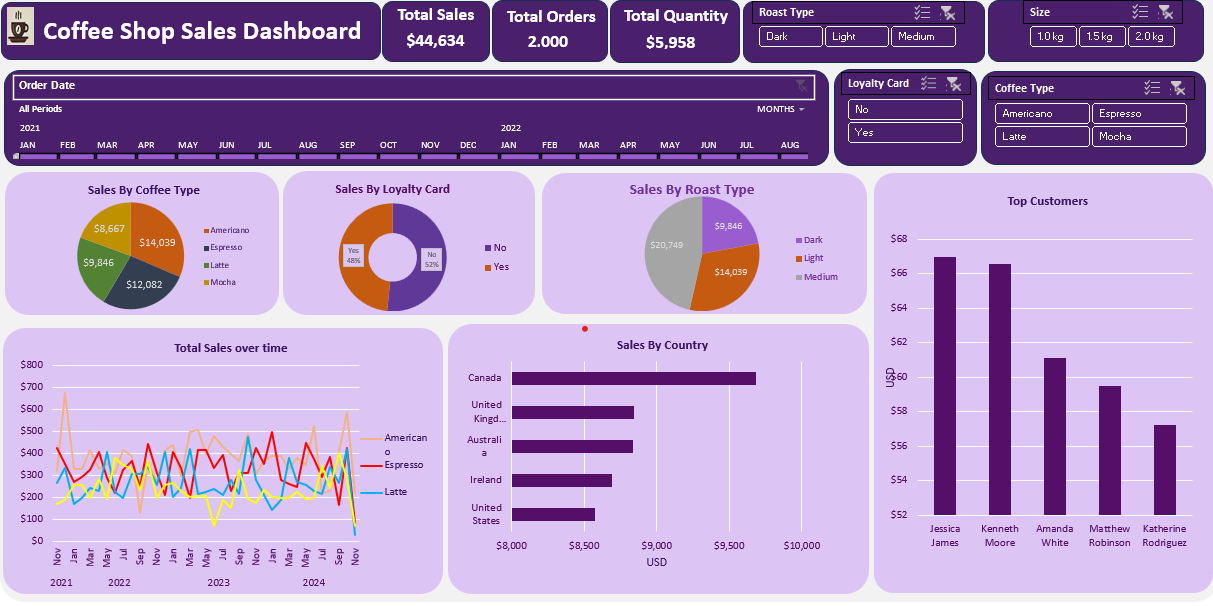 Coffee Shop Sales Dashboard
Total Sales
$44,634
Total Orders
2.000
Total Quantity
$5,958
Roast Type
Dark
Light
Medium
Size
1.0 kg
1.5 kg
2.0 kg
Order Date
All Periods
MONTHS
2021
2022
JAN FEB MAR APR MAY JUN JUL AUG SEP OCT NOV DEC JAN FEB MAR APR MAY JUN JUL AUG
Loyalty Card
No
Yes
Coffee Type
Americano
Espresso
Latte
Mocha
Sales By Coffee Type
$8,667
$14,039
$9,846
$12,082
Americano
Espresso
Latte
Mocha
Sales By Loyalty Card
Yes
48%
No
52%
No
Yes
Sales By Roast Type
$9,846
$20,749
$14,039
Dark
Light
Medium
Top Customers
$68
$66
$64
$62
$60
$58
$56
$54
$52
USD
Jessica
James
Kenneth
Moore
Amanda
White
Matthew
Robinson
Katherine
Rodriguez
Total Sales over time
$800
$700
$600
$500
$400
$300
$200
$100
$0
Nov Jan Mar May Jul Sep Nov Jan Mar May Jul Sep Nov Jan Mar May Jul Sep Nov
2021 2022 2023 2024
American
o
Espresso
Latte
Sales By Country
Canada
United
Kingd...
Australi
a
Ireland
United
States
$8,000 $8,500 $9,000 $9,500 $10,000
USD